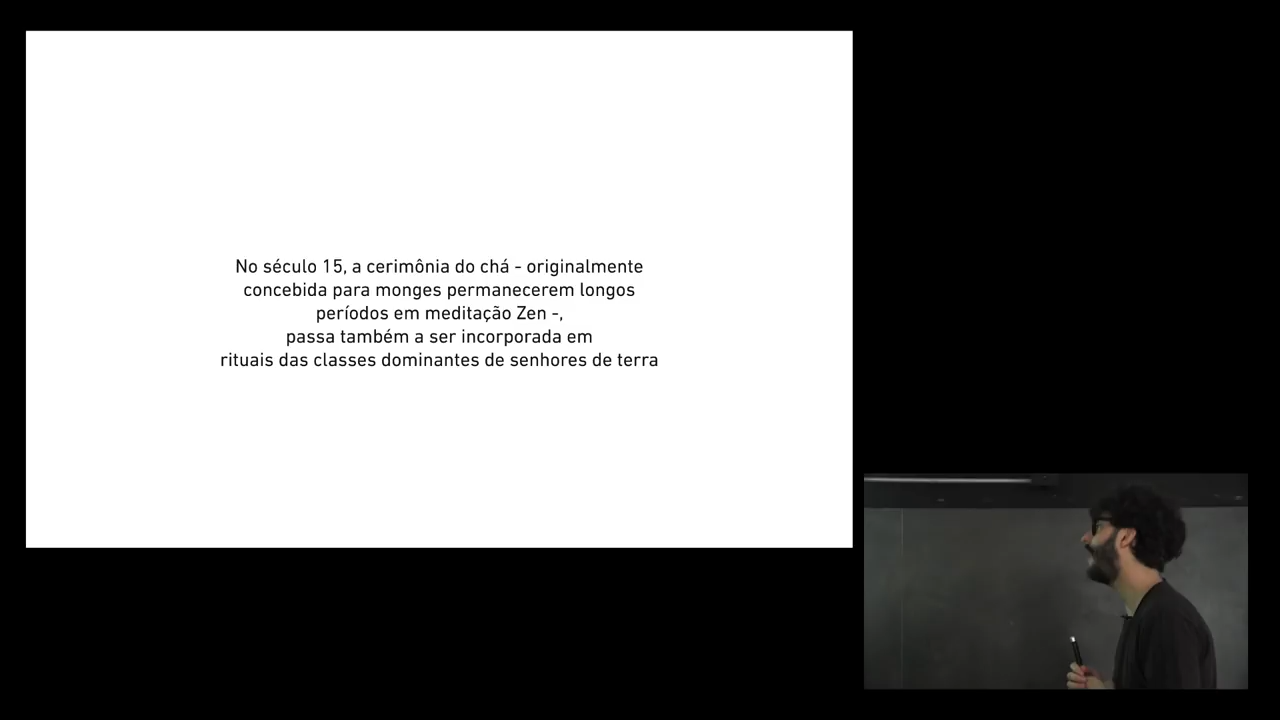 No século 15, a cerimônia do chá - originalmente
concebida para monges permanecerem longos
períodos em meditação Zen -,
passa também a ser incorporada em
rituais das classes dominantes de senhores de terra